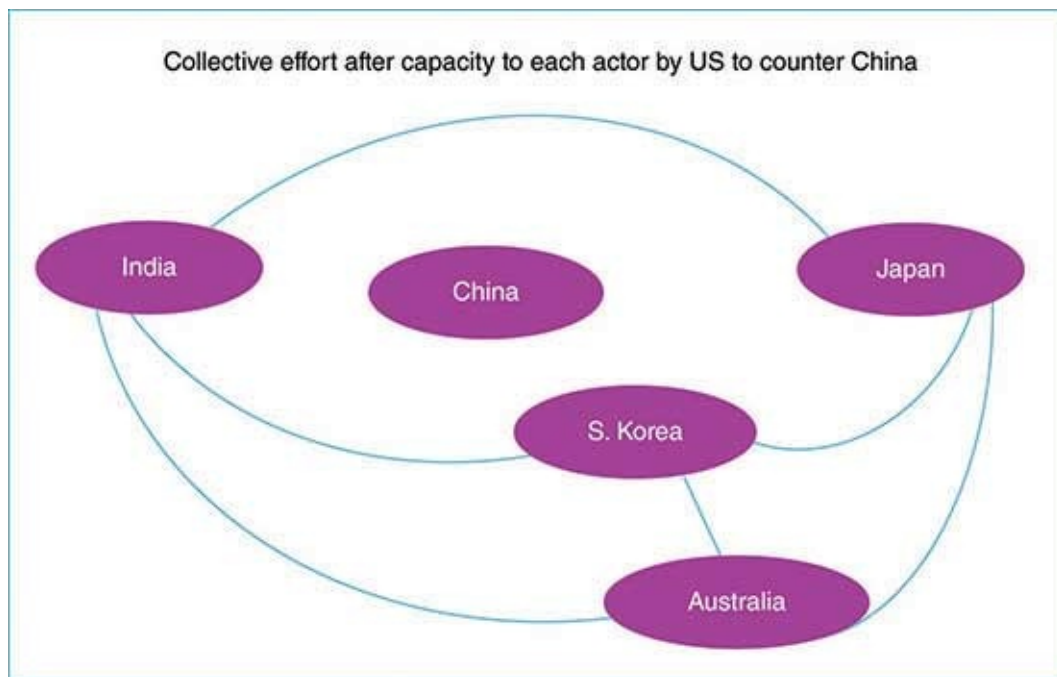 Collective effort after capacity to each actor by US to counter China
India
China
Japan
S. Korea
Australia